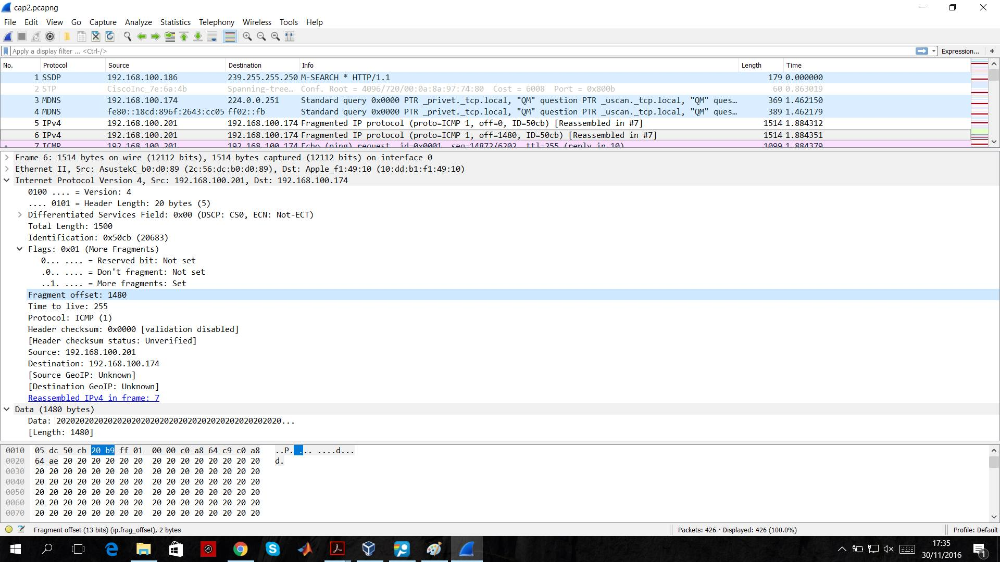 cap2.pcapng
File Edit View Go Capture Analyze Statistics Telephony Wireless Tools Help
Apply a display filter ... <Ctrl-/> Expression... +
No. Protocol Source Destination Info Length Time
1 SSDP 192.168.100.186 239.255.255.250 M-SEARCH * HTTP/1.1 179 0.000000
2 STP CiscoInc_7e:6a:4b Spanning-tree… Conf. Root = 4096/720/00:0a:8a:97:74:80 Cost = 6008 Port = 0x800b 60 0.863019
3 MDNS 192.168.100.174 224.0.0.251 Standard query 0x0000 PTR _privet._tcp.local, "QM" question PTR _uscan._tcp.local, "QM" ques… 369 1.462150
4 MDNS fe80::18cd:896f:2643:cc05 ff02::fb Standard query 0x0000 PTR _privet._tcp.local, "QM" question PTR _uscan._tcp.local, "QM" ques… 389 1.462179
5 IPv4 192.168.100.201 192.168.100.174 Fragmented IP protocol (proto=ICMP 1, off=0, ID=50cb) [Reassembled in #7] 1514 1.884312
6 IPv4 192.168.100.201 192.168.100.174 Fragmented IP protocol (proto=ICMP 1, off=1480, ID=50cb) [Reassembled in #7] 1514 1.884351
7 ICMP 192.168.100.201 192.168.100.174 Echo (ping) request id=0x0001, seq=14872/6202, ttl=255 (reply in 10) 1099 1.884379
Frame 6: 1514 bytes on wire (12112 bits), 1514 bytes captured (12112 bits) on interface 0
Ethernet II, Src: AsustekC_b0:d0:89 (2c:56:dc:b0:d0:89), Dst: Apple_f1:49:10 (10:dd:b1:f1:49:10)
Internet Protocol Version 4, Src: 192.168.100.201, Dst: 192.168.100.174
0100 .... = Version: 4
.... 0101 = Header Length: 20 bytes (5)
Differentiated Services Field: 0x00 (DSCP: CS0, ECN: Not-ECT)
Total Length: 1500
Identification: 0x50cb (20683)
Flags: 0x01 (More Fragments)
0... .... = Reserved bit: Not set
.0.. .... = Don't fragment: Not set
..1. .... = More fragments: Set
Fragment offset: 1480
Time to live: 255
Protocol: ICMP (1)
Header checksum: 0x0000 [validation disabled]
[Header checksum status: Unverified]
Source: 192.168.100.201
Destination: 192.168.100.174
[Source GeoIP: Unknown]
[Destination GeoIP: Unknown]
Reassembled IPv4 in frame: 7
Data (1480 bytes)
Data: 202020202020202020202020202020202020202020202020...
[Length: 1480]
0010 05 dc 50 cb 20 b9 ff 01 00 00 c0 a8 64 c9 c0 a8 ..P. ... ....d...
0020 64 ae 20 20 20 20 20 20 20 20 20 20 20 20 20 20 d.
0030 20 20 20 20 20 20 20 20 20 20 20 20 20 20 20 20
0040 20 20 20 20 20 20 20 20 20 20 20 20 20 20 20 20
0050 20 20 20 20 20 20 20 20 20 20 20 20 20 20 20 20
0060 20 20 20 20 20 20 20 20 20 20 20 20 20 20 20 20
0070 20 20 20 20 20 20 20 20 20 20 20 20 20 20 20 20
Fragment offset (13 bits) (ip.frag_offset), 2 bytes Packets: 426 · Displayed: 426 (100.0%) Profile: Default
17:35
30/11/2016
1